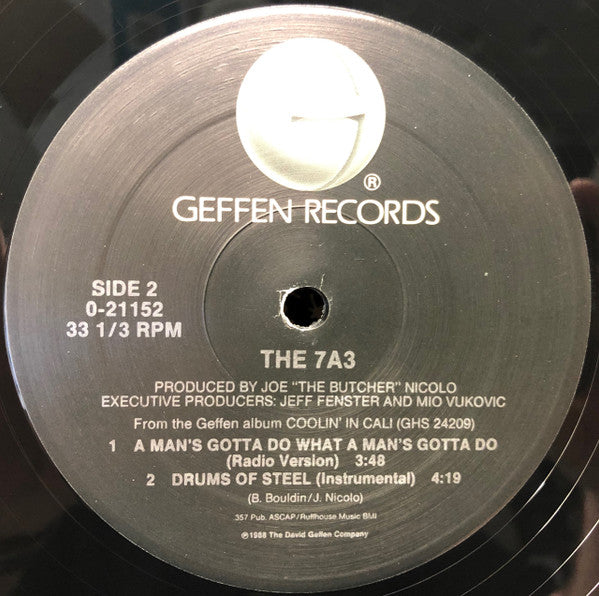 ®
GEFFEN RECORDS
SIDE 2
0-21152
33 1/3 RPM
THE 7A3
PRODUCED BY JOE "THE BUTCHER" NICOLO
EXECUTIVE PRODUCERS: JEFF FENSTER AND MIO VUKOVIC
From the Geffen album COOLIN' IN CALI (GHS 24209)
1 A MAN'S GOTTA DO WHAT A MAN'S GOTTA DO
(Radio Version) 3:48
2 DRUMS OF STEEL (Instrumental) 4:19
(B. Bouldin/J. Nicolo)
357 Pub. ASCAP/Ruffhouse Music BMI
℗©1988 The David Geffen Company